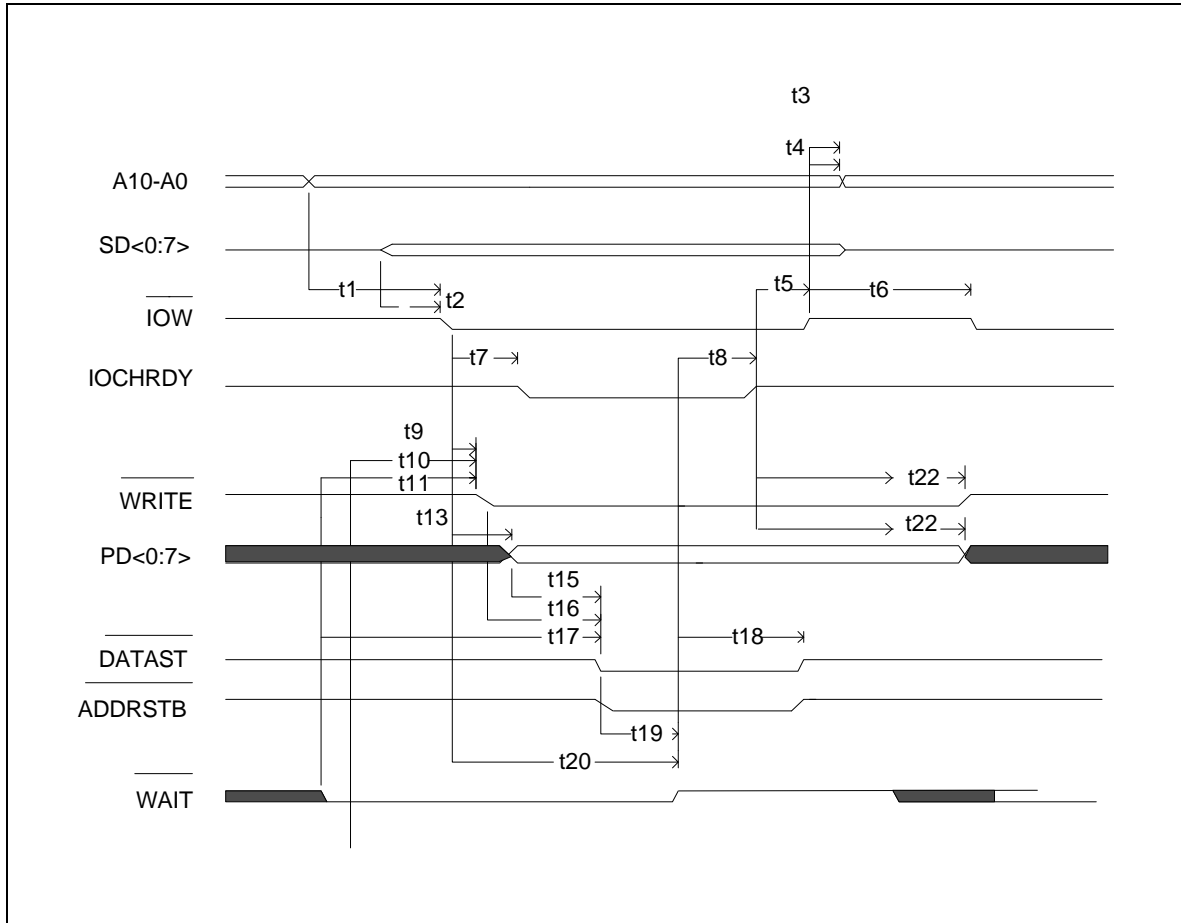 t3
t4
A10-A0
SD<0:7>
t1
t2
t5
t6
IOW
t7
t8
IOCHRDY
t9
t10
t11
t22
WRITE
t13
t22
PD<0:7>
t15
t16
t17
t18
DATAST
ADDRSTB
t19
t20
WAIT